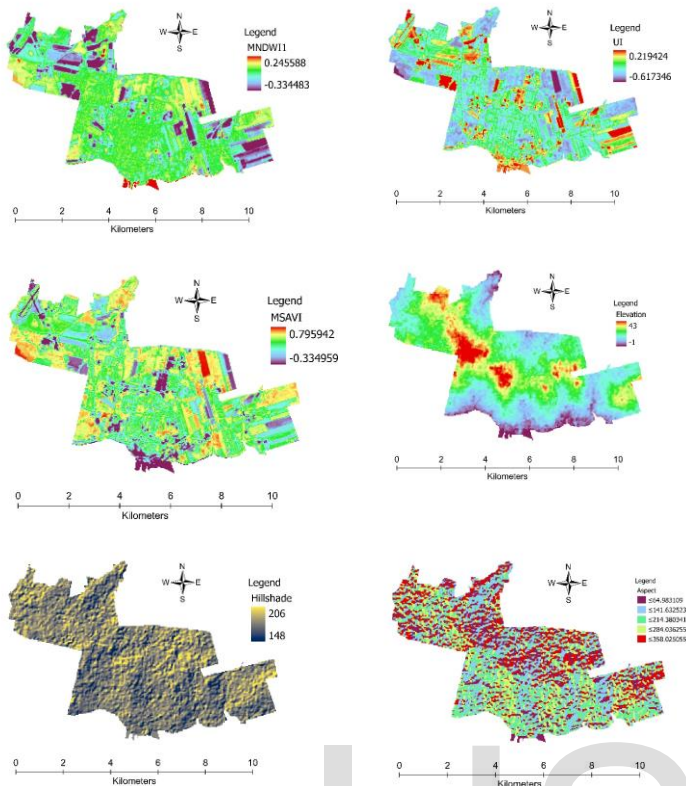 N
W E
S
Legend
MNDWI1
0.245588
-0.334483
0 2 4 6 8 10
Kilometers
N
W E
S
Legend
UI
0.219424
-0.617346
0 2 4 6 8 10
Kilometers
N
W E
S
Legend
MSAVI
0.795942
-0.334959
0 2 4 6 8 10
Kilometers
N
W E
S
Legend
Elevation
43
-1
0 2 4 6 8 10
Kilometers
N
W E
S
Legend
Hillshade
206
148
0 2 4 6 8 10
Kilometers
N
W E
S
Legend
Aspect
≤64.983109
≤141.632523
≤214.380341
≤284.036255
≤358.025055
0 2 4 6 8 10
Kilometers